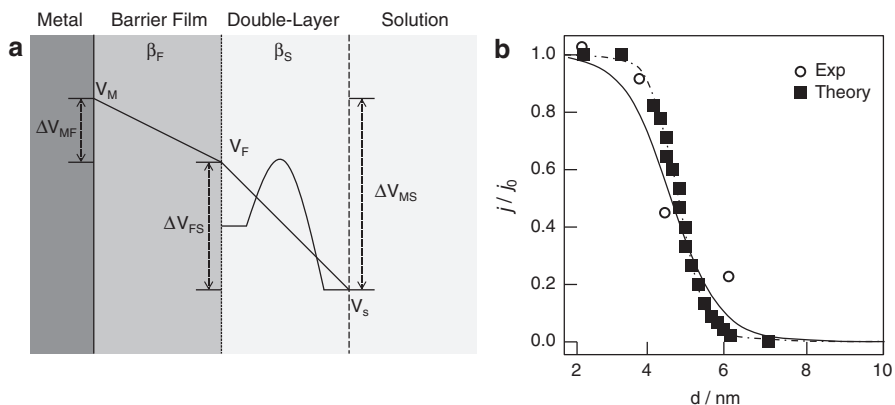 a
Metal Barrier Film Double-Layer Solution
β_F β_S
V_M
ΔV_MF
V_F
ΔV_MS
ΔV_FS
V_s
b
1.0
0.8
0.6
0.4
0.2
0.0
j / j_0
Exp
Theory
2 4 6 8 10
d / nm